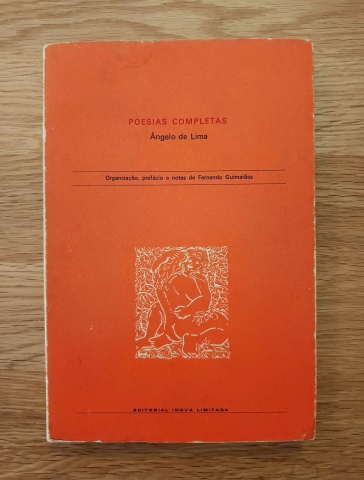 POESIAS COMPLETAS
Ângelo de Lima
Organização, prefácio e notas de Fernando Guimarães
EDITORIAL INOVA LIMITADA